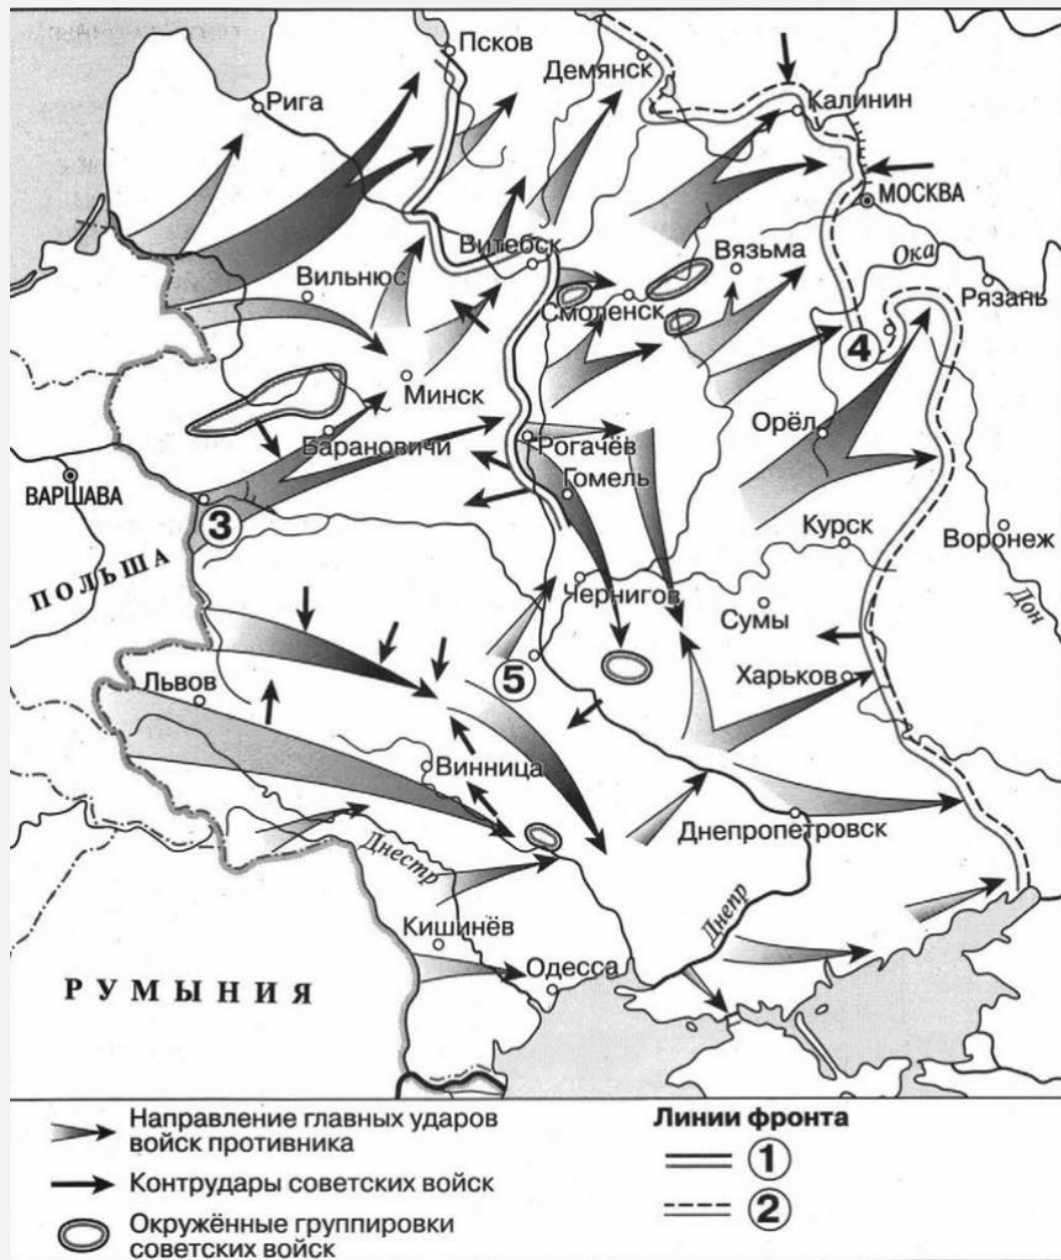 Псков
Демянск
Рига
Калинин
МОСКВА
Витебск
Вязьма
Ока
Вильнюс
Рязань
Смоленск
4
Минск
Орёл
Барановичи
Рогачёв
ВАРШАВА
Гомель
3
Курск
Воронеж
ПОЛЬША
Чернигов
Сумы
Дон
Львов
5
Харьков
Винница
Днепропетровск
Днестр
Днепр
Кишинёв
Одесса
РУМЫНИЯ
Направление главных ударов
войск противника
Контрудары советских войск
Окружённые группировки
советских войск
Линии фронта
1
2